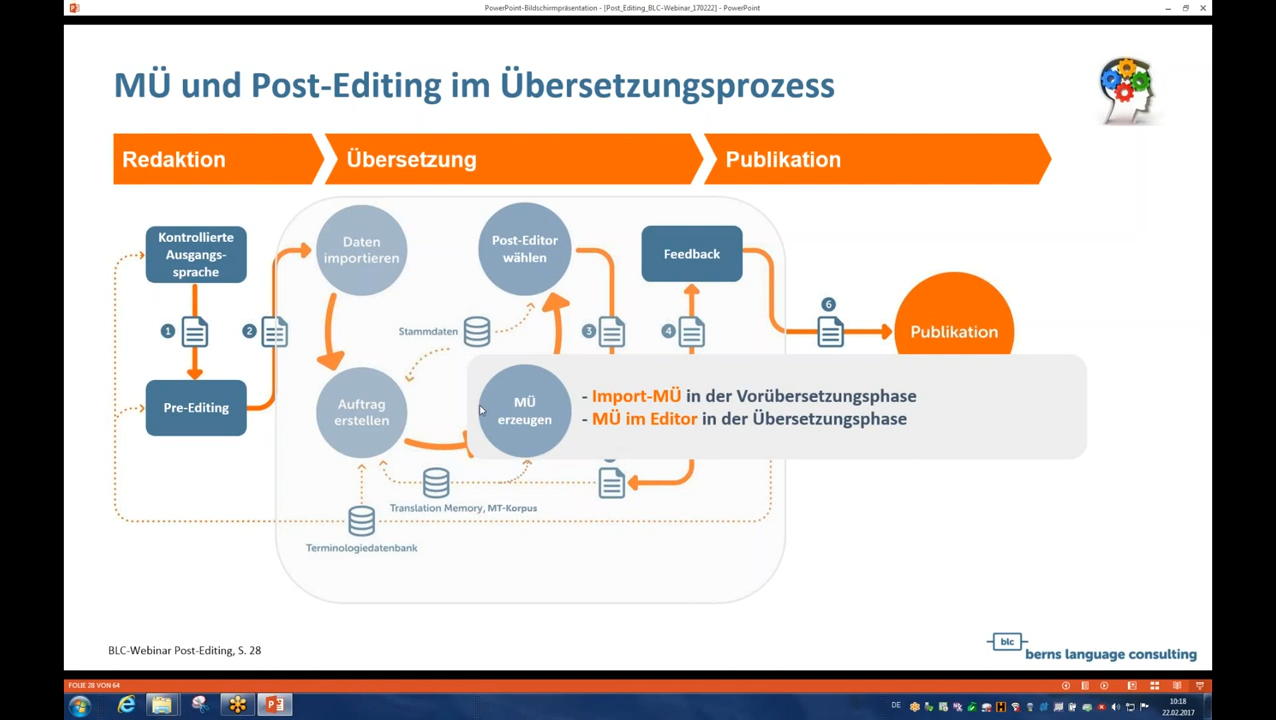 PowerPoint-Bildschirmpräsentation - [Post_Editing_BLC-Webinar_170222] - PowerPoint
MÜ und Post-Editing im Übersetzungsprozess
Redaktion
Übersetzung
Publikation
Kontrollierte
Ausgangs-
sprache
Daten
importieren
Post-Editor
wählen
Feedback
1
2
Stammdaten
3
4
6
Publikation
Pre-Editing
Auftrag
erstellen
MÜ
erzeugen
- Import-MÜ in der Vorübersetzungsphase
- MÜ im Editor in der Übersetzungsphase
Translation Memory, MT-Korpus
Terminologiedatenbank
BLC-Webinar Post-Editing, S. 28
blc
berns language consulting
FOLIE 28 VON 64
DE
10:18
22.02.2017